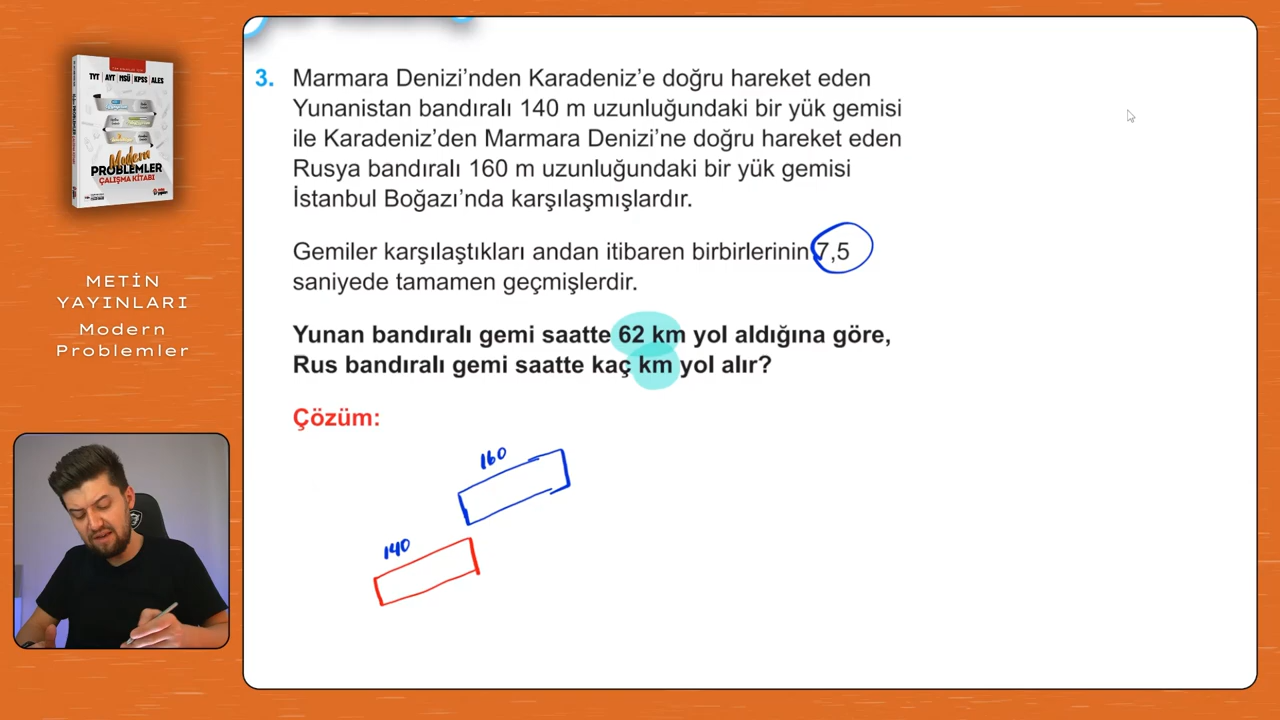 TYT AYT MSÜ KPSS ALES
Modern
PROBLEMLER
ÇALIŞMA KİTABI
METİN
YAYINLARI
Modern
Problemler
3. Marmara Denizi’nden Karadeniz’e doğru hareket eden
Yunanistan bandıralı 140 m uzunluğundaki bir yük gemisi
ile Karadeniz’den Marmara Denizi’ne doğru hareket eden
Rusya bandıralı 160 m uzunluğundaki bir yük gemisi
İstanbul Boğazı’nda karşılaşmışlardır.
Gemiler karşılaştıkları andan itibaren birbirlerinin 7,5
saniyede tamamen geçmişlerdir.
Yunan bandıralı gemi saatte 62 km yol aldığına göre,
Rus bandıralı gemi saatte kaç km yol alır?
Çözüm:
160
140